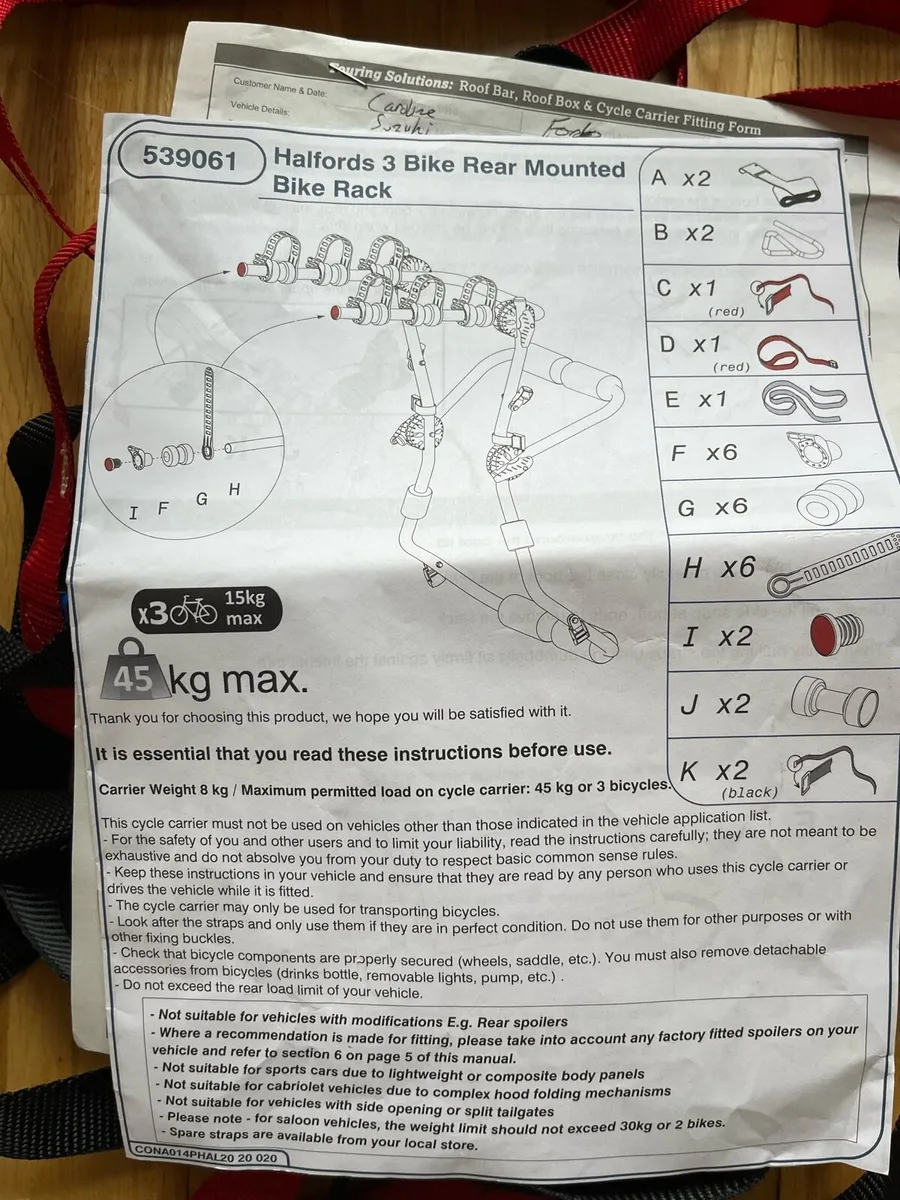 Touring Solutions: Roof Bar, Roof Box & Cycle Carrier Fitting Form
Customer Name & Date:
Vehicle Details:
Suzuki
539061
Halfords 3 Bike Rear Mounted
Bike Rack
A x2
B x2
C x1
(red)
D x1
(red)
E x1
F x6
G x6
H x6
I x2
J x2
K x2
(black)
I F G H
x3 15kg
max
45 kg max.
Thank you for choosing this product, we hope you will be satisfied with it.
It is essential that you read these instructions before use.
Carrier Weight 8 kg / Maximum permitted load on cycle carrier: 45 kg or 3 bicycles.
This cycle carrier must not be used on vehicles other than those indicated in the vehicle application list.
- For the safety of you and other users and to limit your liability, read the instructions carefully; they are not meant to be
exhaustive and do not absolve you from your duty to respect basic common sense rules.
- Keep these instructions in your vehicle and ensure that they are read by any person who uses this cycle carrier or
drives the vehicle while it is fitted.
- The cycle carrier may only be used for transporting bicycles.
- Look after the straps and only use them if they are in perfect condition. Do not use them for other purposes or with
other fixing buckles.
- Check that bicycle components are properly secured (wheels, saddle, etc.). You must also remove detachable
accessories from bicycles (drinks bottle, removable lights, pump, etc.) .
- Do not exceed the rear load limit of your vehicle.
- Not suitable for vehicles with modifications E.g. Rear spoilers
- Where a recommendation is made for fitting, please take into account any factory fitted spoilers on your
vehicle and refer to section 6 on page 5 of this manual.
- Not suitable for sports cars due to lightweight or composite body panels
- Not suitable for cabriolet vehicles due to complex hood folding mechanisms
- Not suitable for vehicles with side opening or split tailgates
- Please note - for saloon vehicles, the weight limit should not exceed 30kg or 2 bikes.
- Spare straps are available from your local store.
CONA014PHAL20 20 020